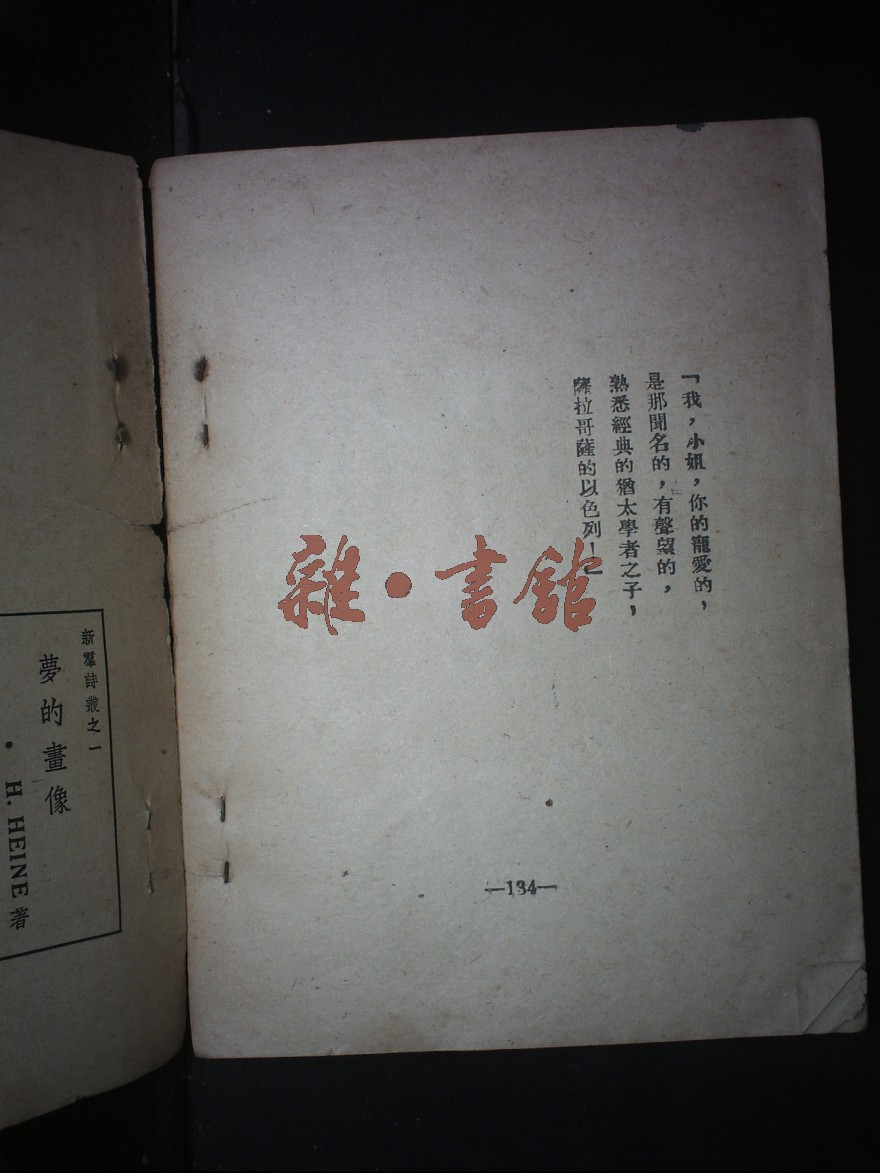 「我，小姐，你的寵愛的，
是那聞名的，有聲望的，
熟悉經典的猶太學者之子，
薩拉哥薩的以色列！」
—134—
雜·書舘
新羣詩叢之一
夢的畫像
·
H. HEINE 著